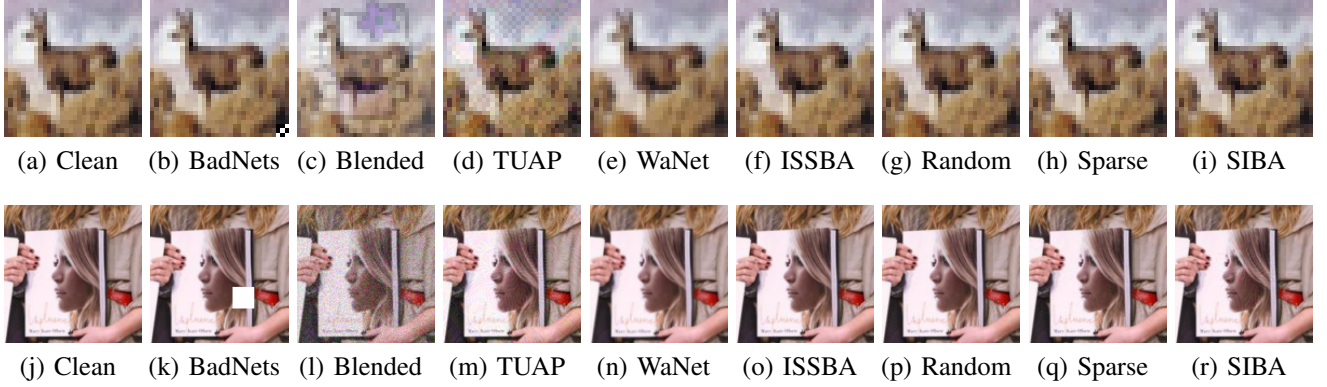 (a) Clean (b) BadNets (c) Blended (d) TUAP (e) WaNet (f) ISSBA (g) Random (h) Sparse (i) SIBA
(j) Clean (k) BadNets (l) Blended (m) TUAP (n) WaNet (o) ISSBA (p) Random (q) Sparse (r) SIBA